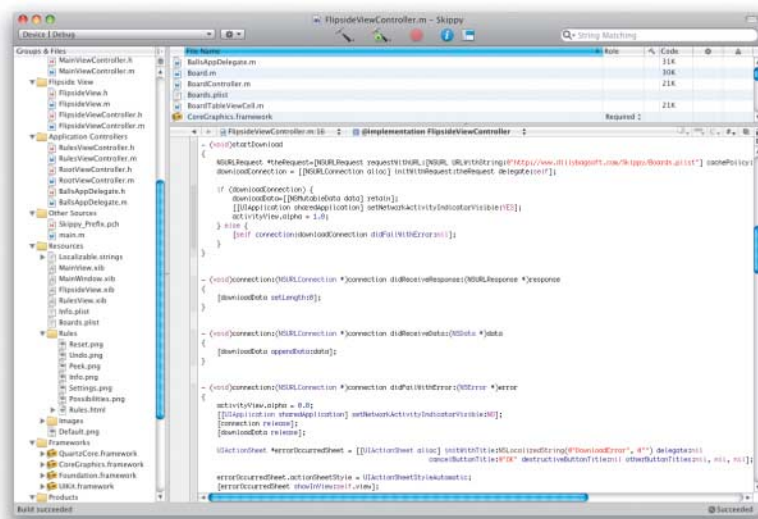 FlipsideViewController.m - Skippy
Device | Debug
String Matching
Groups & Files
MainViewController.h
MainViewController.m
Flipside View
FlipsideView.h
FlipsideView.m
FlipsideViewController.h
FlipsideViewController.m
Application Controllers
RulesViewController.h
RulesViewController.m
RootViewController.h
RootViewController.m
BallsAppDelegate.h
BallsAppDelegate.m
Other Sources
Skippy_Prefix.pch
main.m
Resources
Localizable.strings
MainView.xib
MainWindow.xib
FlipsideView.xib
RulesView.xib
Info.plist
Boards.plist
Rules
Reset.png
Undo.png
Peek.png
Info.png
Settings.png
Possibilities.png
Rules.html
Images
Default.png
Frameworks
QuartzCore.framework
CoreGraphics.framework
Foundation.framework
UIKit.framework
Products
File Name
Role
Code
BallsAppDelegate.m 31K
Board.m 30K
BoardController.m 21K
Boards.plist
BoardTableViewCell.m 21K
CoreGraphics.framework Required
FlipsideViewController.m:16 @implementation FlipsideViewController
- (void)startDownload
{
NSURLRequest *theRequest=[NSURLRequest requestWithURL:[NSURL URLWithString:@"http://www.dillybagsoft.com/Skippy/Boards.plist"] cachePolicy:
downloadConnection = [[NSURLConnection alloc] initWithRequest:theRequest delegate:self];
if (downloadConnection) {
downloadData=[[NSMutableData data] retain];
[[UIApplication sharedApplication] setNetworkActivityIndicatorVisible:YES];
activityView.alpha = 1.0;
} else {
[self connection:downloadConnection didFailWithError:nil];
}
}
- (void)connection:(NSURLConnection *)connection didReceiveResponse:(NSURLResponse *)response
{
[downloadData setLength:0];
}
- (void)connection:(NSURLConnection *)connection didReceiveData:(NSData *)data
{
[downloadData appendData:data];
}
- (void)connection:(NSURLConnection *)connection didFailWithError:(NSError *)error
{
activityView.alpha = 0.0;
[[UIApplication sharedApplication] setNetworkActivityIndicatorVisible:NO];
[connection release];
[downloadData release];
UIActionSheet *errorOccurredSheet = [[UIActionSheet alloc] initWithTitle:NSLocalizedString(@"DownloadError", @"") delegate:nil
cancelButtonTitle:@"OK" destructiveButtonTitle:nil otherButtonTitles:nil, nil, nil];
errorOccurredSheet.actionSheetStyle = UIActionSheetStyleAutomatic;
[errorOccurredSheet showInView:self.view];
Build succeeded
Succeeded